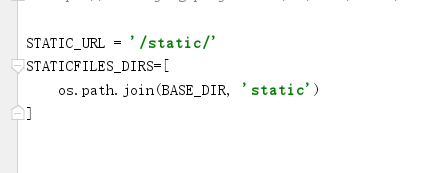 STATIC_URL = '/static/'
STATICFILES_DIRS=[
    os.path.join(BASE_DIR, 'static')
]